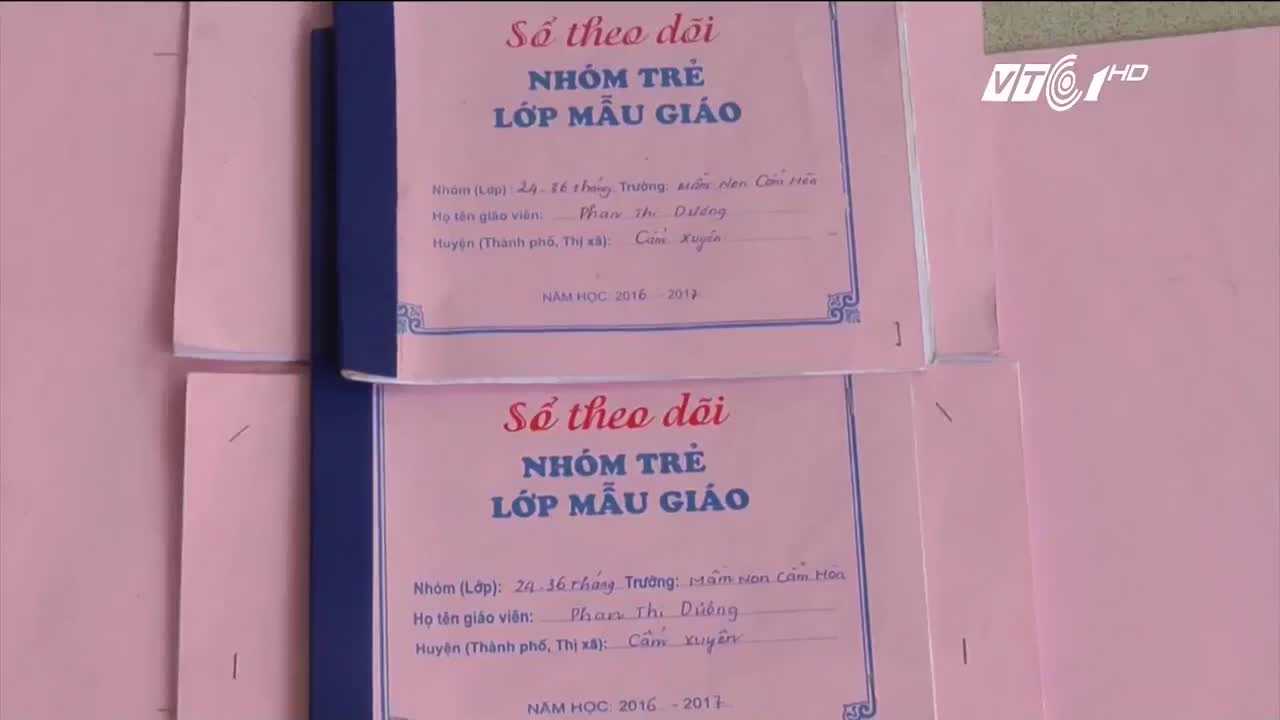 VTC1 HD
Sổ theo dõi
NHÓM TRẺ
LỚP MẪU GIÁO
Nhóm (Lớp): 24-36 tháng Trường: Mầm Non Cẩm Hòa
Họ tên giáo viên: Phan Thị Dương
Huyện (Thành phố, Thị xã): Cẩm Xuyên
NĂM HỌC: 2016 - 2017
Sổ theo dõi
NHÓM TRẺ
LỚP MẪU GIÁO
Nhóm (Lớp): 24-36 tháng Trường: Mầm Non Cẩm Hòa
Họ tên giáo viên: Phan Thị Dương
Huyện (Thành phố, Thị xã): Cẩm Xuyên
NĂM HỌC: 2016 - 2017